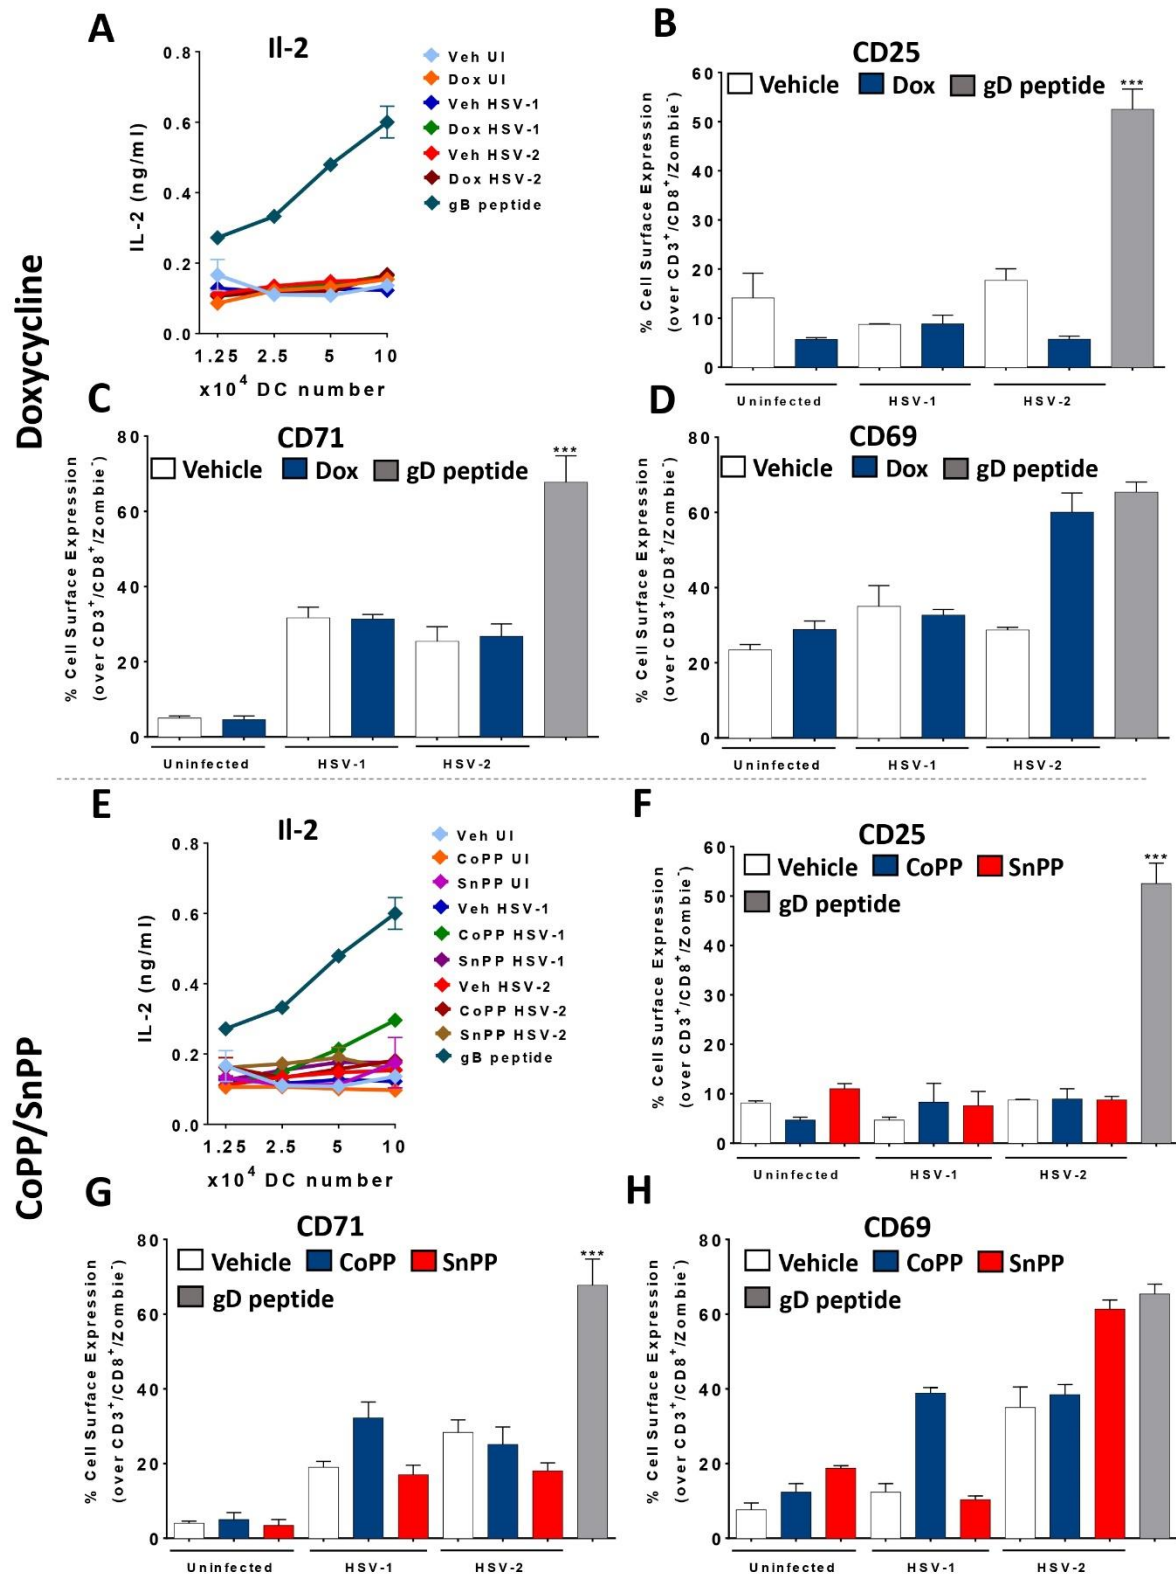 Doxycycline
A
Il-2
IL-2 (ng/ml)
0.8
0.6
0.4
0.2
0.0
1.25 2.5 5 10
x10⁴ DC number
Veh UI
Dox UI
Veh HSV-1
Dox HSV-1
Veh HSV-2
Dox HSV-2
gB peptide
B
CD25
Vehicle Dox gD peptide
***
% Cell Surface Expression
(over CD3⁺/CD8⁺/Zombie⁻)
60
50
40
30
20
10
0
Uninfected HSV-1 HSV-2
C
CD71
Vehicle Dox gD peptide
***
% Cell Surface Expression
(over CD3⁺/CD8⁺/Zombie⁻)
80
60
40
20
0
Uninfected HSV-1 HSV-2
D
CD69
Vehicle Dox gD peptide
% Cell Surface Expression
(over CD3⁺/CD8⁺/Zombie⁻)
80
60
40
20
0
Uninfected HSV-1 HSV-2
CoPP/SnPP
E
Il-2
IL-2 (ng/ml)
0.8
0.6
0.4
0.2
0.0
1.25 2.5 5 10
x10⁴ DC number
Veh UI
CoPP UI
SnPP UI
Veh HSV-1
CoPP HSV-1
SnPP HSV-1
Veh HSV-2
CoPP HSV-2
SnPP HSV-2
gB peptide
F
CD25
Vehicle CoPP SnPP
gD peptide
***
% Cell Surface Expression
(over CD3⁺/CD8⁺/Zombie⁻)
60
50
40
30
20
10
0
Uninfected HSV-1 HSV-2
G
CD71
Vehicle CoPP SnPP
gD peptide
***
% Cell Surface Expression
(over CD3⁺/CD8⁺/Zombie⁻)
80
60
40
20
0
Uninfected HSV-1 HSV-2
H
CD69
Vehicle CoPP SnPP
gD peptide
% Cell Surface Expression
(over CD3⁺/CD8⁺/Zombie⁻)
80
60
40
20
0
Uninfected HSV-1 HSV-2